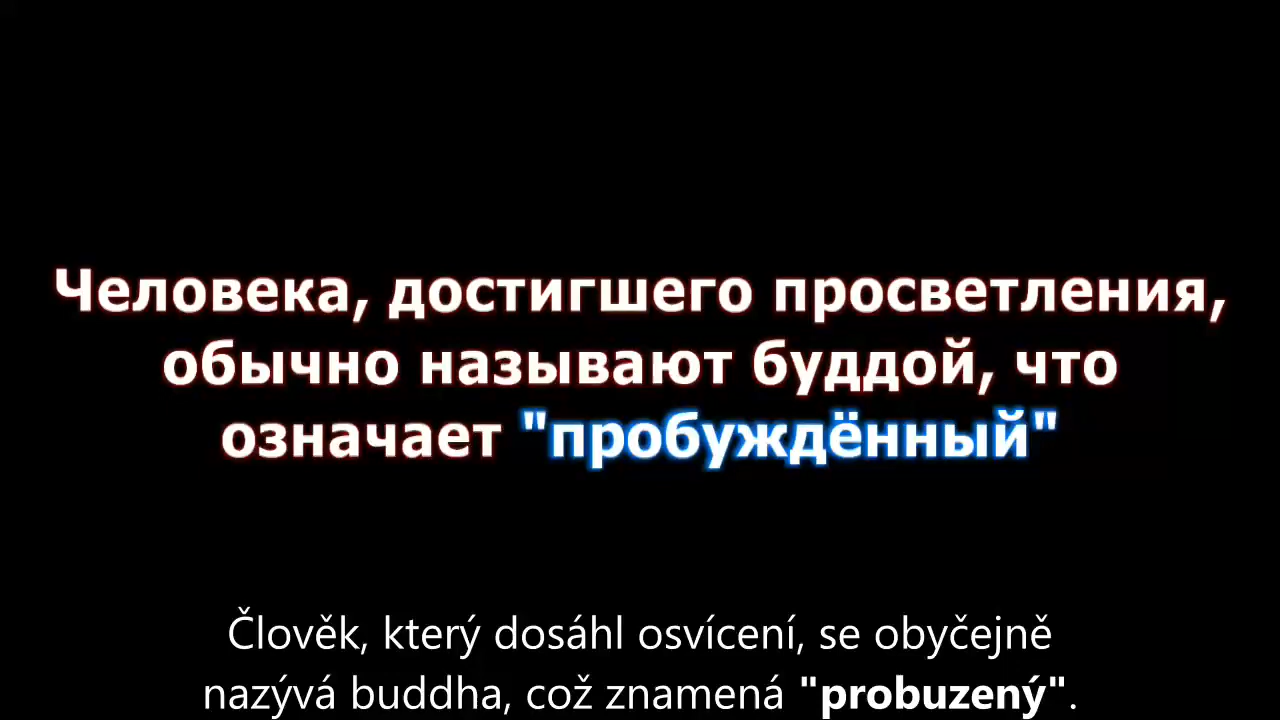 Человека, достигшего просветления,
обычно называют буддой, что
означает "пробуждённый"
Člověk, který dosáhl osvícení, se obyčejně
nazývá buddha, což znamená "probuzený".